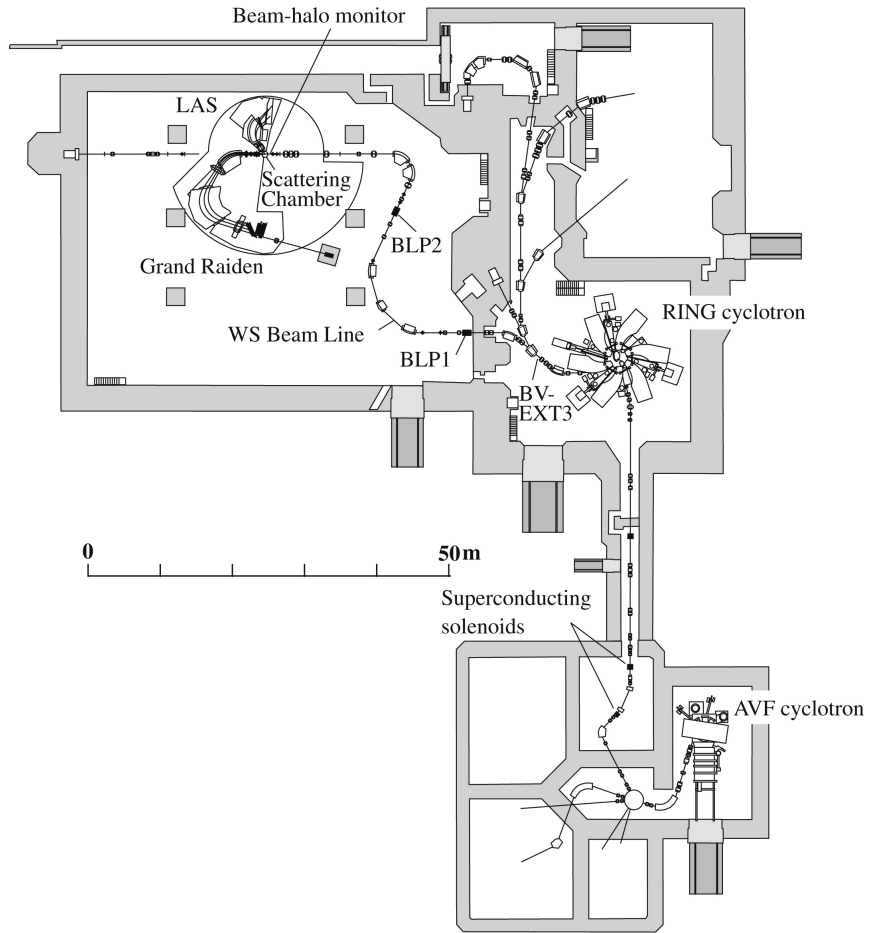 Beam-halo monitor
LAS
Scattering
Chamber
BLP2
Grand Raiden
RING cyclotron
WS Beam Line
BLP1
BV-
EXT3
0
50m
Superconducting
solenoids
AVF cyclotron